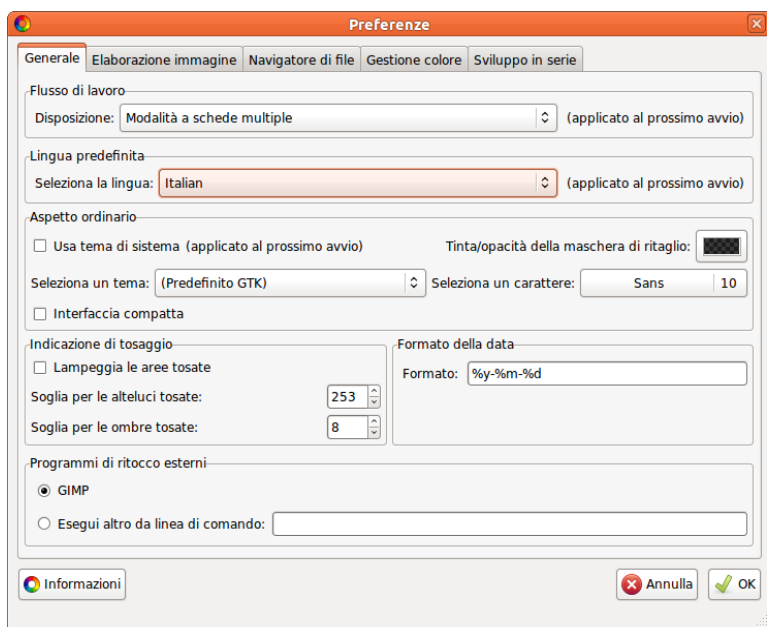 Preferenze
Generale Elaborazione immagine Navigatore di file Gestione colore Sviluppo in serie
Flusso di lavoro
Disposizione: Modalità a schede multiple (applicato al prossimo avvio)
Lingua predefinita
Seleziona la lingua: Italian (applicato al prossimo avvio)
Aspetto ordinario
Usa tema di sistema (applicato al prossimo avvio) Tinta/opacità della maschera di ritaglio:
Seleziona un tema: (Predefinito GTK) Seleziona un carattere: Sans 10
Interfaccia compatta
Indicazione di tosaggio Formato della data
Lampeggia le aree tosate
Formato: %y-%m-%d
Soglia per le alteluci tosate: 253
Soglia per le ombre tosate: 8
Programmi di ritocco esterni
GIMP
Esegui altro da linea di comando:
Informazioni Annulla OK